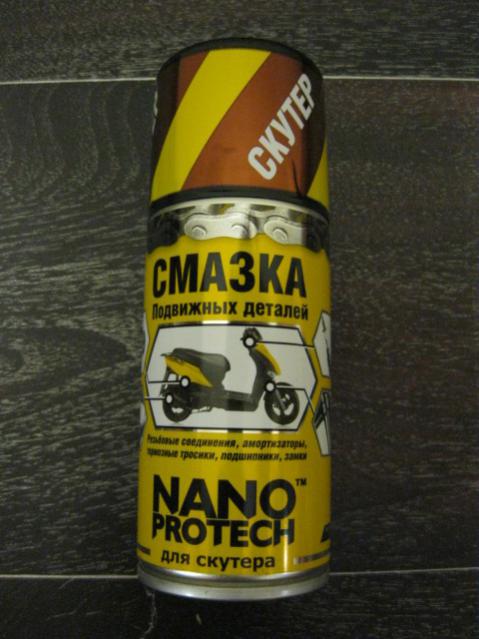 СКУТЕР
СМАЗКА
Подвижных деталей
Резьбовые соединения, амортизаторы,
тормозные тросики, подшипники, замки
NANO™
PROTECH
для скутера